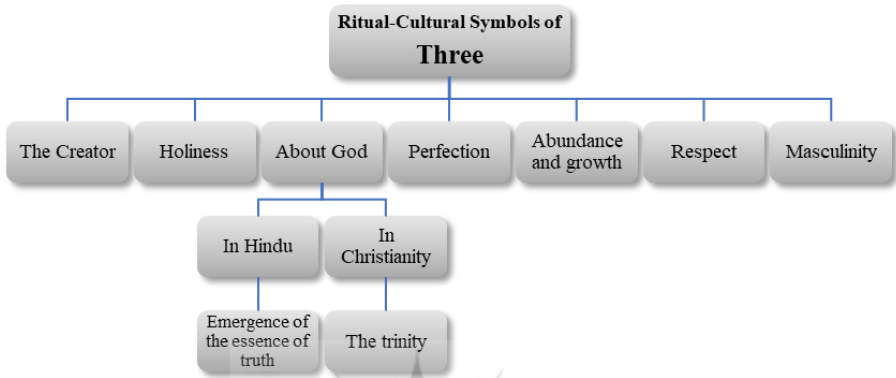 Ritual-Cultural Symbols of
Three
The Creator
Holiness
About God
Perfection
Abundance
and growth
Respect
Masculinity
In Hindu
In
Christianity
Emergence of
the essence of
truth
The trinity